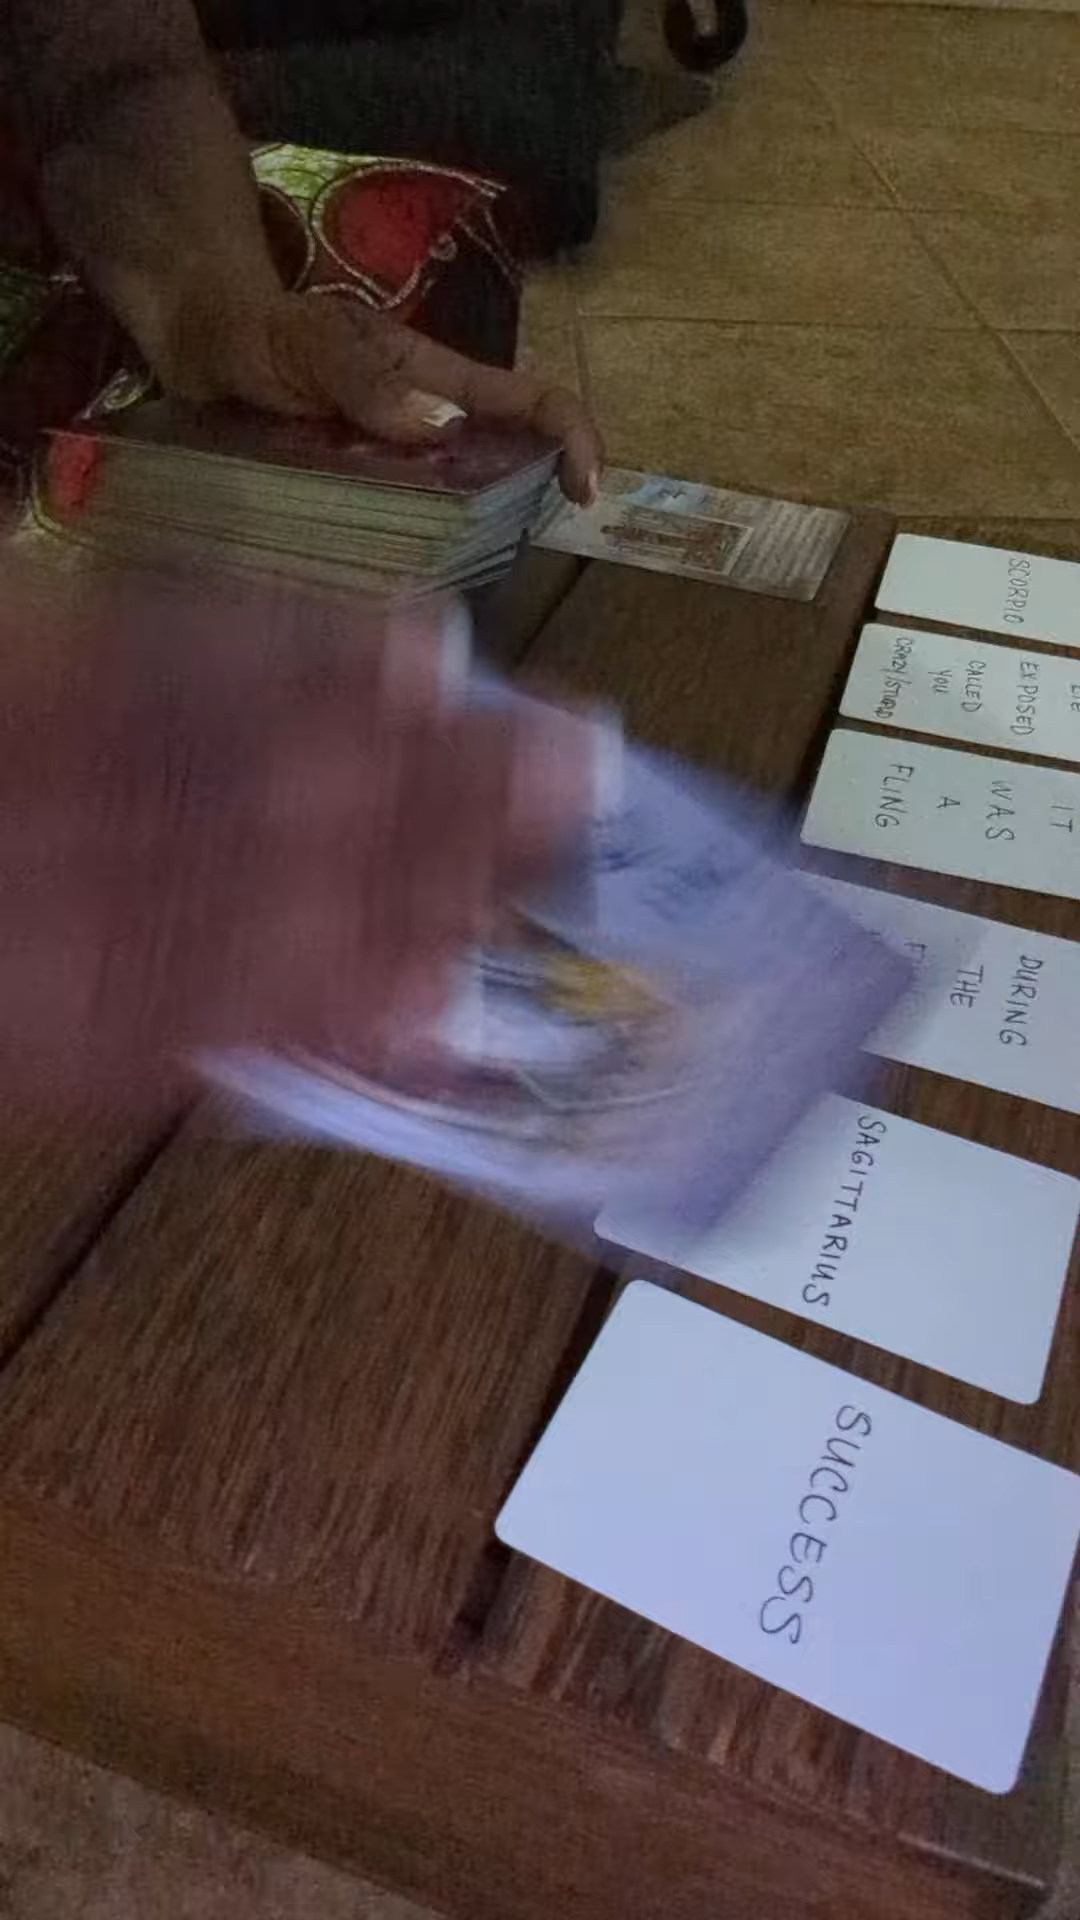 SCORPIO
EXPOSED
CALLED
YOU
CRAZY/STUPID
IT
WAS
A
FLING
DURING
THE
SAGITTARIUS
SUCCESS